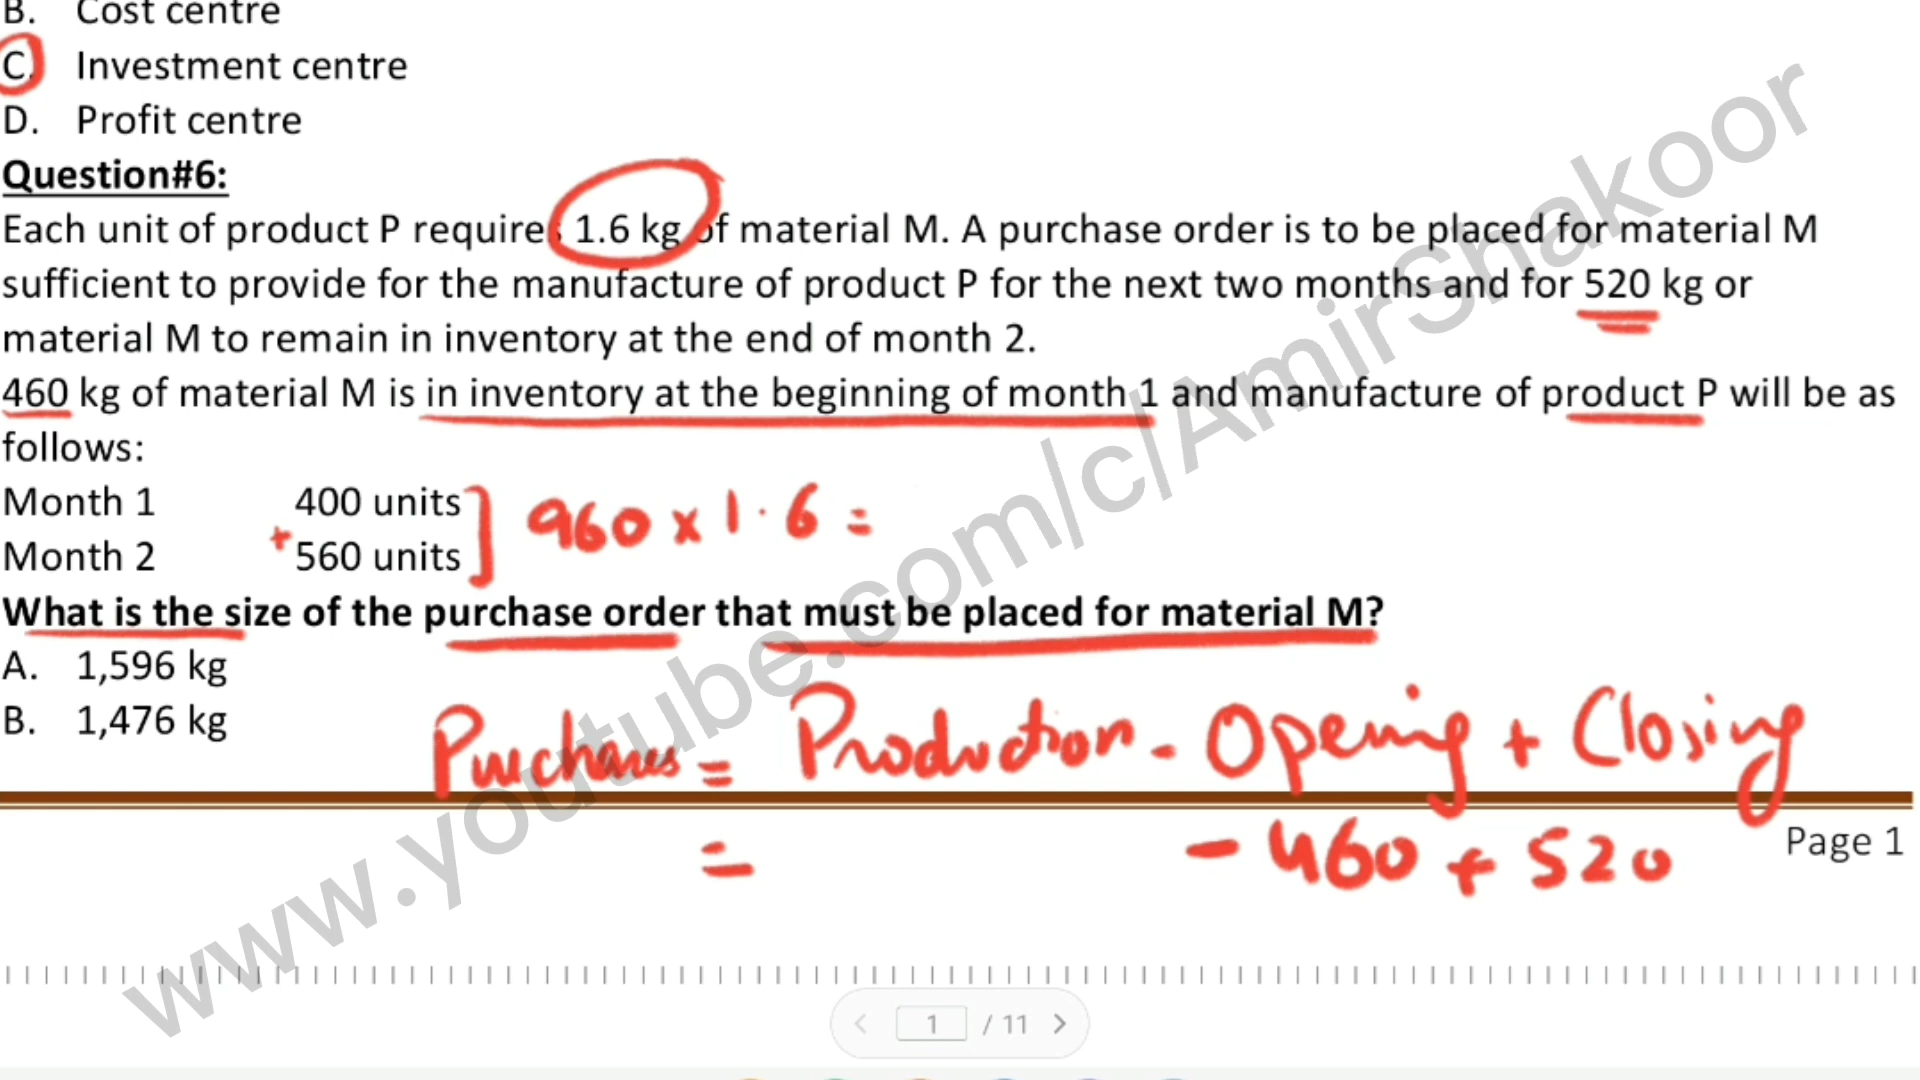 B. Cost centre
C. Investment centre
D. Profit centre
Question#6:
Each unit of product P requires 1.6 kg of material M. A purchase order is to be placed for material M
sufficient to provide for the manufacture of product P for the next two months and for 520 kg or
material M to remain in inventory at the end of month 2.
460 kg of material M is in inventory at the beginning of month 1 and manufacture of product P will be as
follows:
Month 1 400 units
Month 2 + 560 units ] 960 x 1.6 =
What is the size of the purchase order that must be placed for material M?
A. 1,596 kg
B. 1,476 kg
Purchases = Production - Opening + Closing
= - 460 + 520
Page 1
www.youtube.com/c/AmirShakoor
< 1 / 11 >